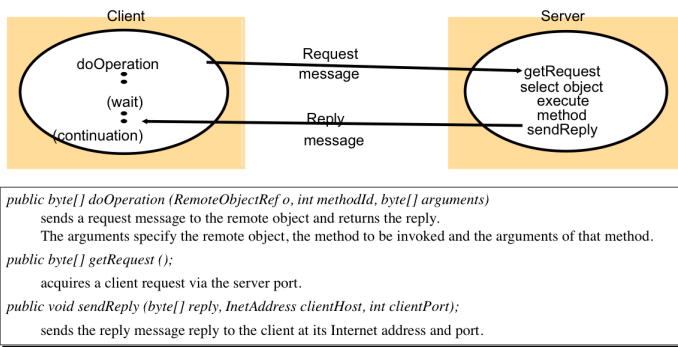 Client
Server
doOperation
(wait)
(continuation)
Request
message
Reply
message
getRequest
select object
execute
method
sendReply
public byte[] doOperation (RemoteObjectRef o, int methodId, byte[] arguments)
sends a request message to the remote object and returns the reply.
The arguments specify the remote object, the method to be invoked and the arguments of that method.
public byte[] getRequest ();
acquires a client request via the server port.
public void sendReply (byte[] reply, InetAddress clientHost, int clientPort);
sends the reply message reply to the client at its Internet address and port.